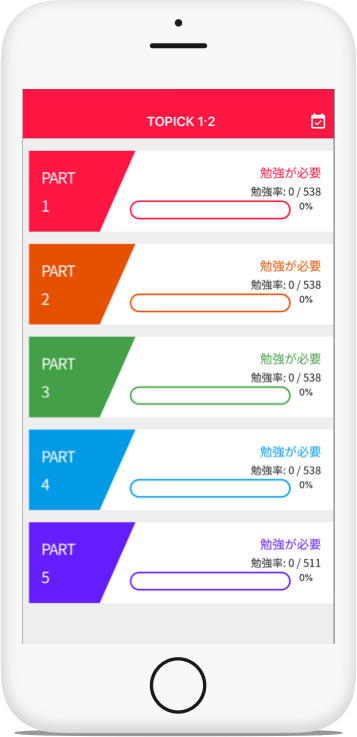 TOPICK 1·2
PART
1
勉強が必要
勉強率: 0 / 538
0%
PART
2
勉強が必要
勉強率: 0 / 538
0%
PART
3
勉強が必要
勉強率: 0 / 538
0%
PART
4
勉強が必要
勉強率: 0 / 538
0%
PART
5
勉強が必要
勉強率: 0 / 511
0%